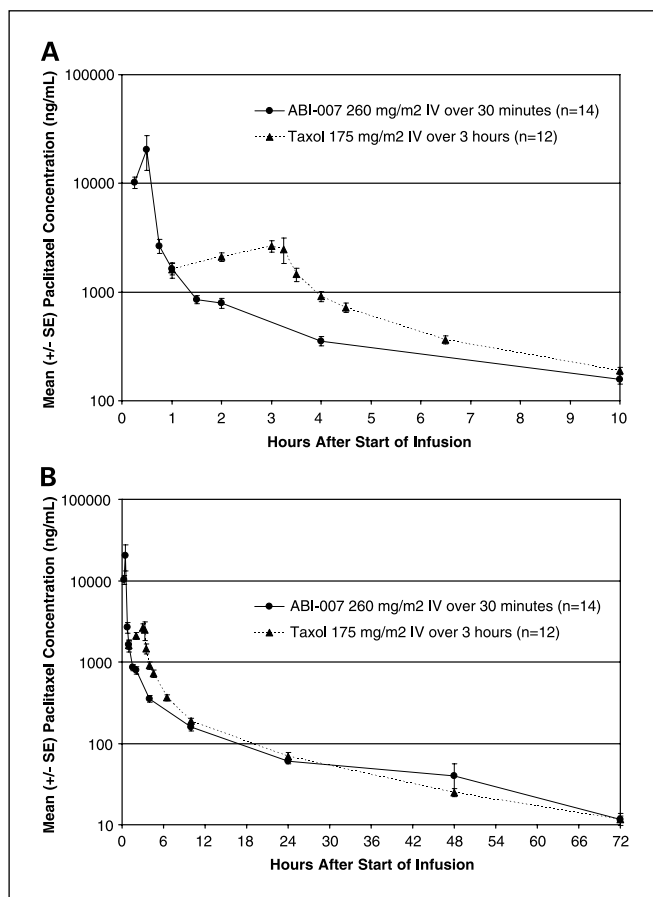 A
Mean (+/- SE) Paclitaxel Concentration (ng/mL)
100000
10000
1000
100
ABI-007 260 mg/m2 IV over 30 minutes (n=14)
Taxol 175 mg/m2 IV over 3 hours (n=12)
0 1 2 3 4 5 6 7 8 9 10
Hours After Start of Infusion
B
Mean (+/- SE) Paclitaxel Concentration (ng/mL)
100000
10000
1000
100
10
ABI-007 260 mg/m2 IV over 30 minutes (n=14)
Taxol 175 mg/m2 IV over 3 hours (n=12)
0 6 12 18 24 30 36 42 48 54 60 66 72
Hours After Start of Infusion